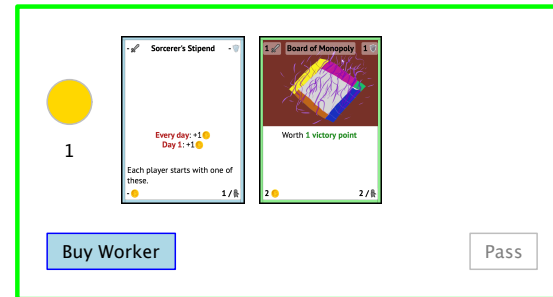 - Sorcerer's Stipend -
1 Board of Monopoly 1
1
Every day: +1
Day 1: +1
Each player starts with one of
these.
- 1 /
Worth 1 victory point
2 2 /
Buy Worker
Pass